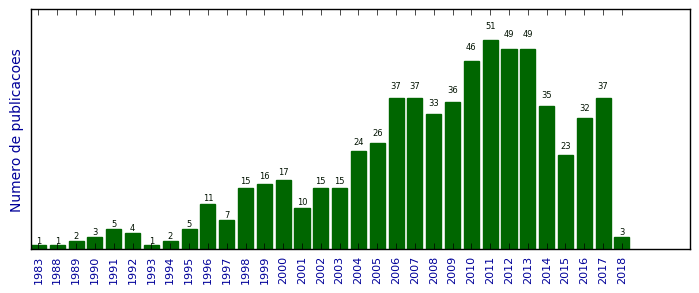 Numero de publicacoes
1 1 2 3 5 4 1 2 5 11 7 15 16 17 10 15 15 24 26 37 37 33 36 46 51 49 49 35 23 32 37 3
1983 1988 1989 1990 1991 1992 1993 1994 1995 1996 1997 1998 1999 2000 2001 2002 2003 2004 2005 2006 2007 2008 2009 2010 2011 2012 2013 2014 2015 2016 2017 2018